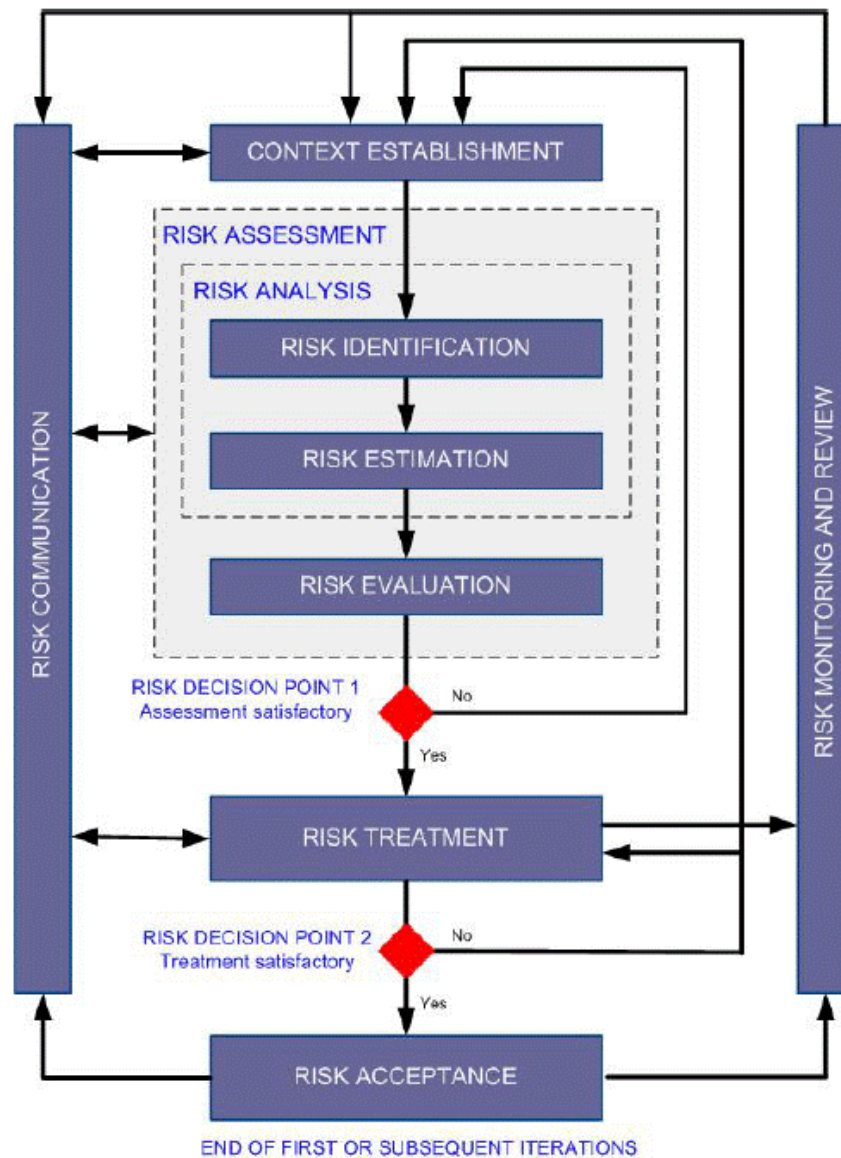 CONTEXT ESTABLISHMENT
RISK ASSESSMENT
RISK ANALYSIS
RISK IDENTIFICATION
RISK ESTIMATION
RISK EVALUATION
RISK COMMUNICATION
RISK MONITORING AND REVIEW
RISK DECISION POINT 1
Assessment satisfactory
No
Yes
RISK TREATMENT
RISK DECISION POINT 2
Treatment satisfactory
No
Yes
RISK ACCEPTANCE
END OF FIRST OR SUBSEQUENT ITERATIONS